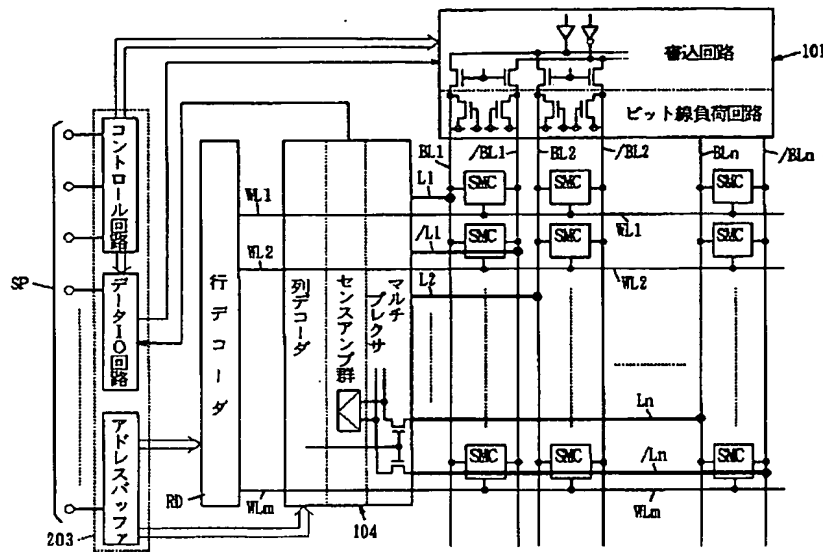 書込回路
101
ビット線負荷回路
コントロール回路
データIO回路
アドレスバッファ
SP
203
行デコーダ
RD
列デコーダ
センスアンプ群
マルチプレクサ
104
BL1
/BL1
BL2
/BL2
BLn
/BLn
L1
/L1
L2
Ln
/Ln
WL1
WL2
WLm
WL1
WL2
WLm
SMC
SMC
SMC
SMC
SMC
SMC
SMC
SMC
SMC